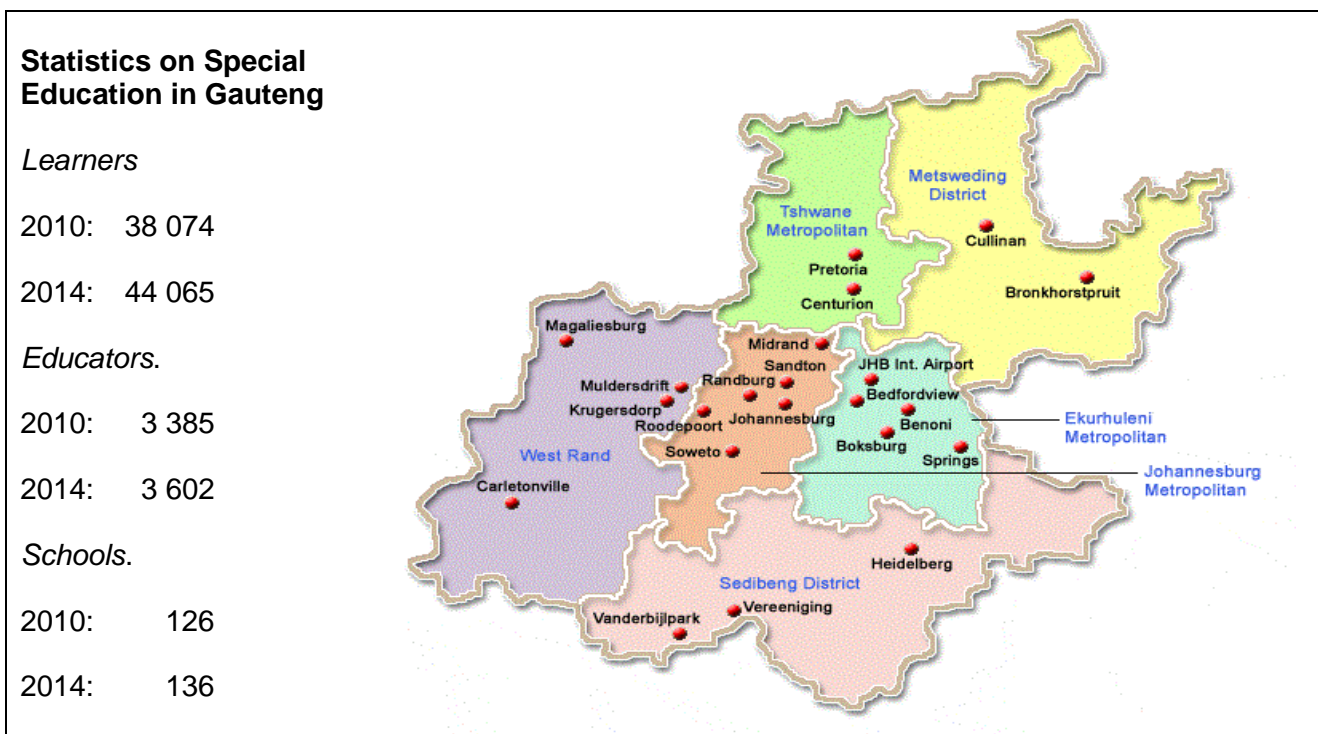 Statistics on Special
Education in Gauteng
Learners
2010: 38 074
2014: 44 065
Educators.
2010: 3 385
2014: 3 602
Schools.
2010: 126
2014: 136
Metsweding
District
Cullinan
Bronkhorstpruit
Tshwane
Metropolitan
Pretoria
Centurion
Magaliesburg
Muldersdrift
Krugersdorp
West Rand
Carletonville
Midrand
Sandton
Randburg
Roodepoort
Johannesburg
Soweto
JHB Int. Airport
Bedfordview
Benoni
Boksburg
Springs
Ekurhuleni
Metropolitan
Johannesburg
Metropolitan
Heidelberg
Sedibeng District
Vereeniging
Vanderbijlpark